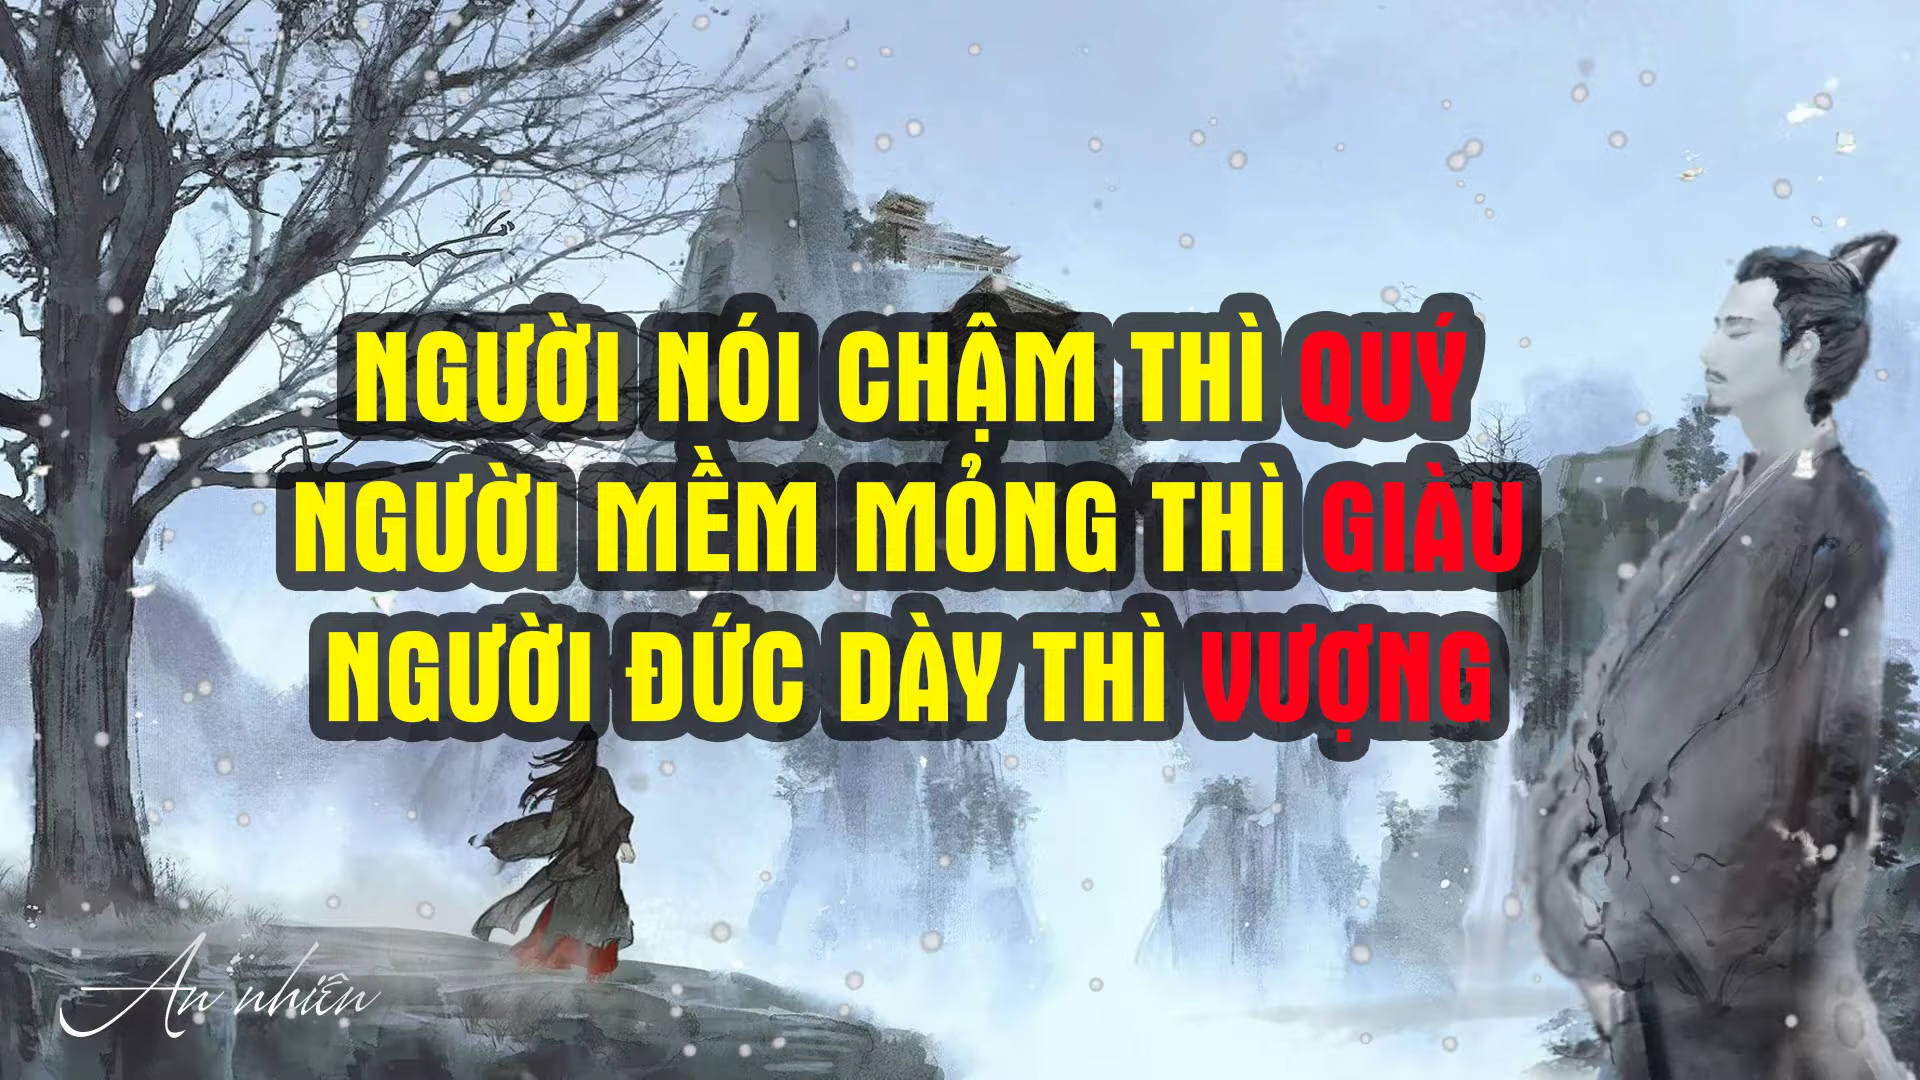 NGƯỜI NÓI CHẬM THÌ QUÝ
NGƯỜI MỀM MỎNG THÌ GIÀU
NGƯỜI ĐỨC DÀY THÌ VƯỢNG
An nhiên